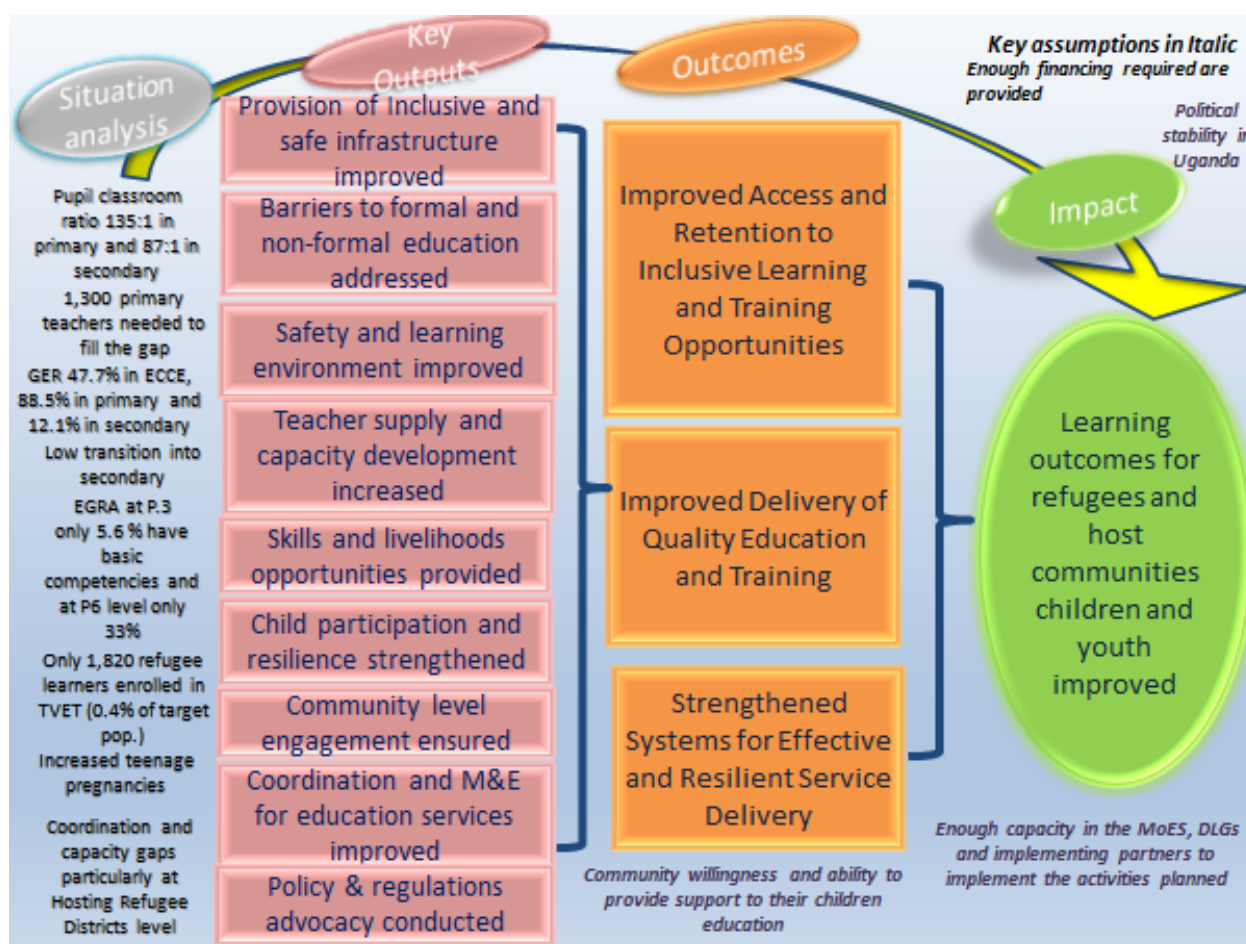 Situation
analysis
Pupil classroom
ratio 135:1 in
primary and 87:1 in
secondary
1,300 primary
teachers needed to
fill the gap
GER 47.7% in ECCE,
88.5% in primary and
12.1% in secondary
Low transition into
secondary
EGRA at P.3
only 5.6 % have
basic
competencies and
at P6 level only
33%
Only 1,820 refugee
learners enrolled in
TVET (0.4% of target
pop.)
Increased teenage
pregnancies
Coordination and
capacity gaps
particularly at
Hosting Refugee
Districts level
Key
Outputs
Provision of Inclusive and
safe infrastructure
improved
Barriers to formal and
non-formal education
addressed
Safety and learning
environment improved
Teacher supply and
capacity development
increased
Skills and livelihoods
opportunities provided
Child participation and
resilience strengthened
Community level
engagement ensured
Coordination and M&E
for education services
improved
Policy & regulations
advocacy conducted
Outcomes
Improved Access and
Retention to
Inclusive Learning
and Training
Opportunities
Improved Delivery of
Quality Education
and Training
Strengthened
Systems for Effective
and Resilient Service
Delivery
Community willingness and ability to
provide support to their children
education
Key assumptions in Italic
Enough financing required are
provided
Political
stability in
Uganda
Impact
Learning
outcomes for
refugees and
host
communities
children and
youth
improved
Enough capacity in the MoES, DLGs
and implementing partners to
implement the activities planned